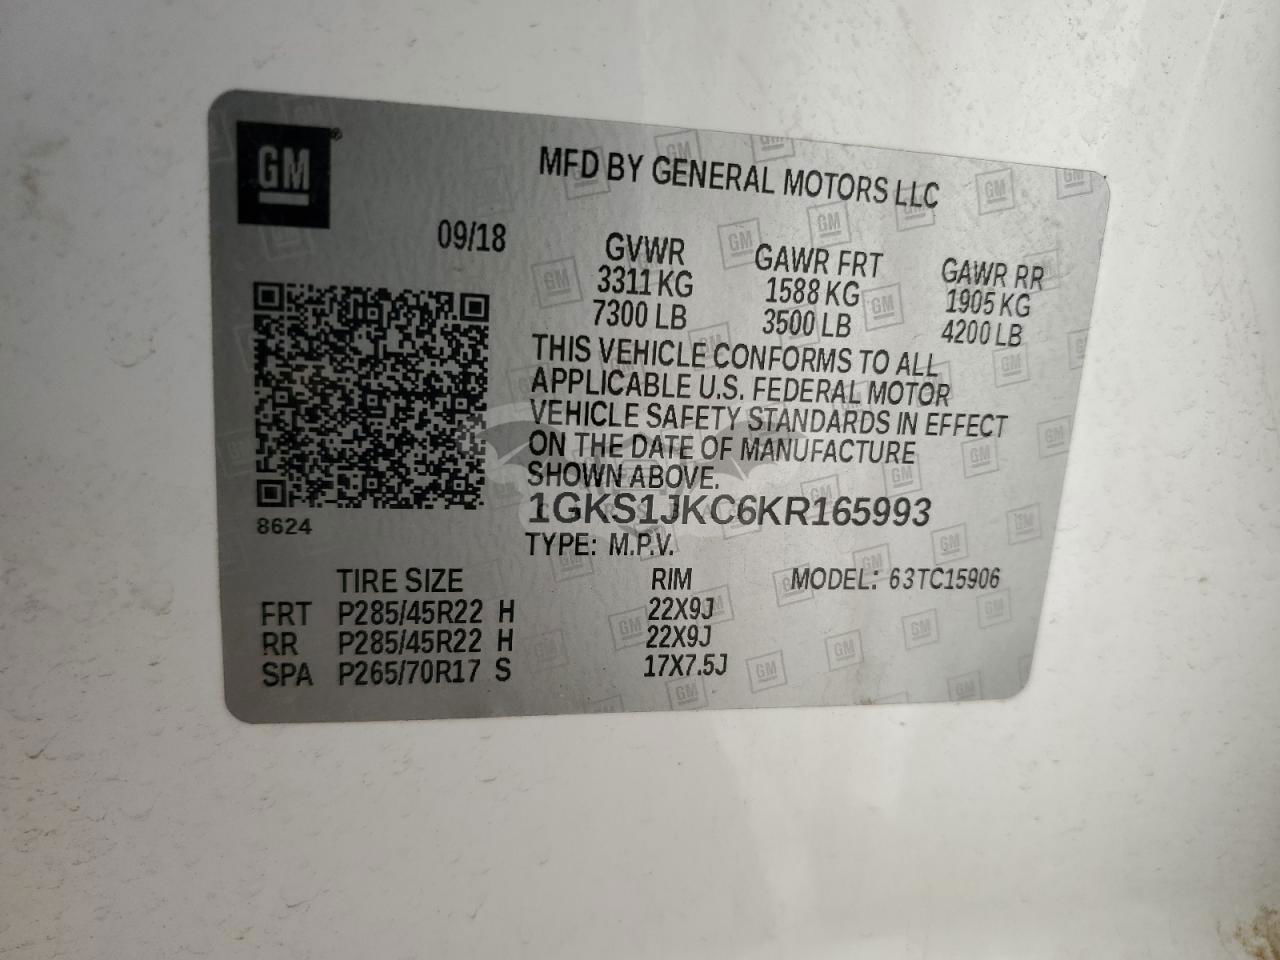 GM
MFD BY GENERAL MOTORS LLC
09/18
GVWR GAWR FRT GAWR RR
3311 KG 1588 KG 1905 KG
7300 LB 3500 LB 4200 LB
THIS VEHICLE CONFORMS TO ALL
APPLICABLE U.S. FEDERAL MOTOR
VEHICLE SAFETY STANDARDS IN EFFECT
ON THE DATE OF MANUFACTURE
SHOWN ABOVE.
1GKS1JKC6KR165993
8624
TYPE: M.P.V.
TIRE SIZE RIM MODEL: 63TC15906
FRT P285/45R22 H 22X9J
RR P285/45R22 H 22X9J
SPA P265/70R17 S 17X7.5J